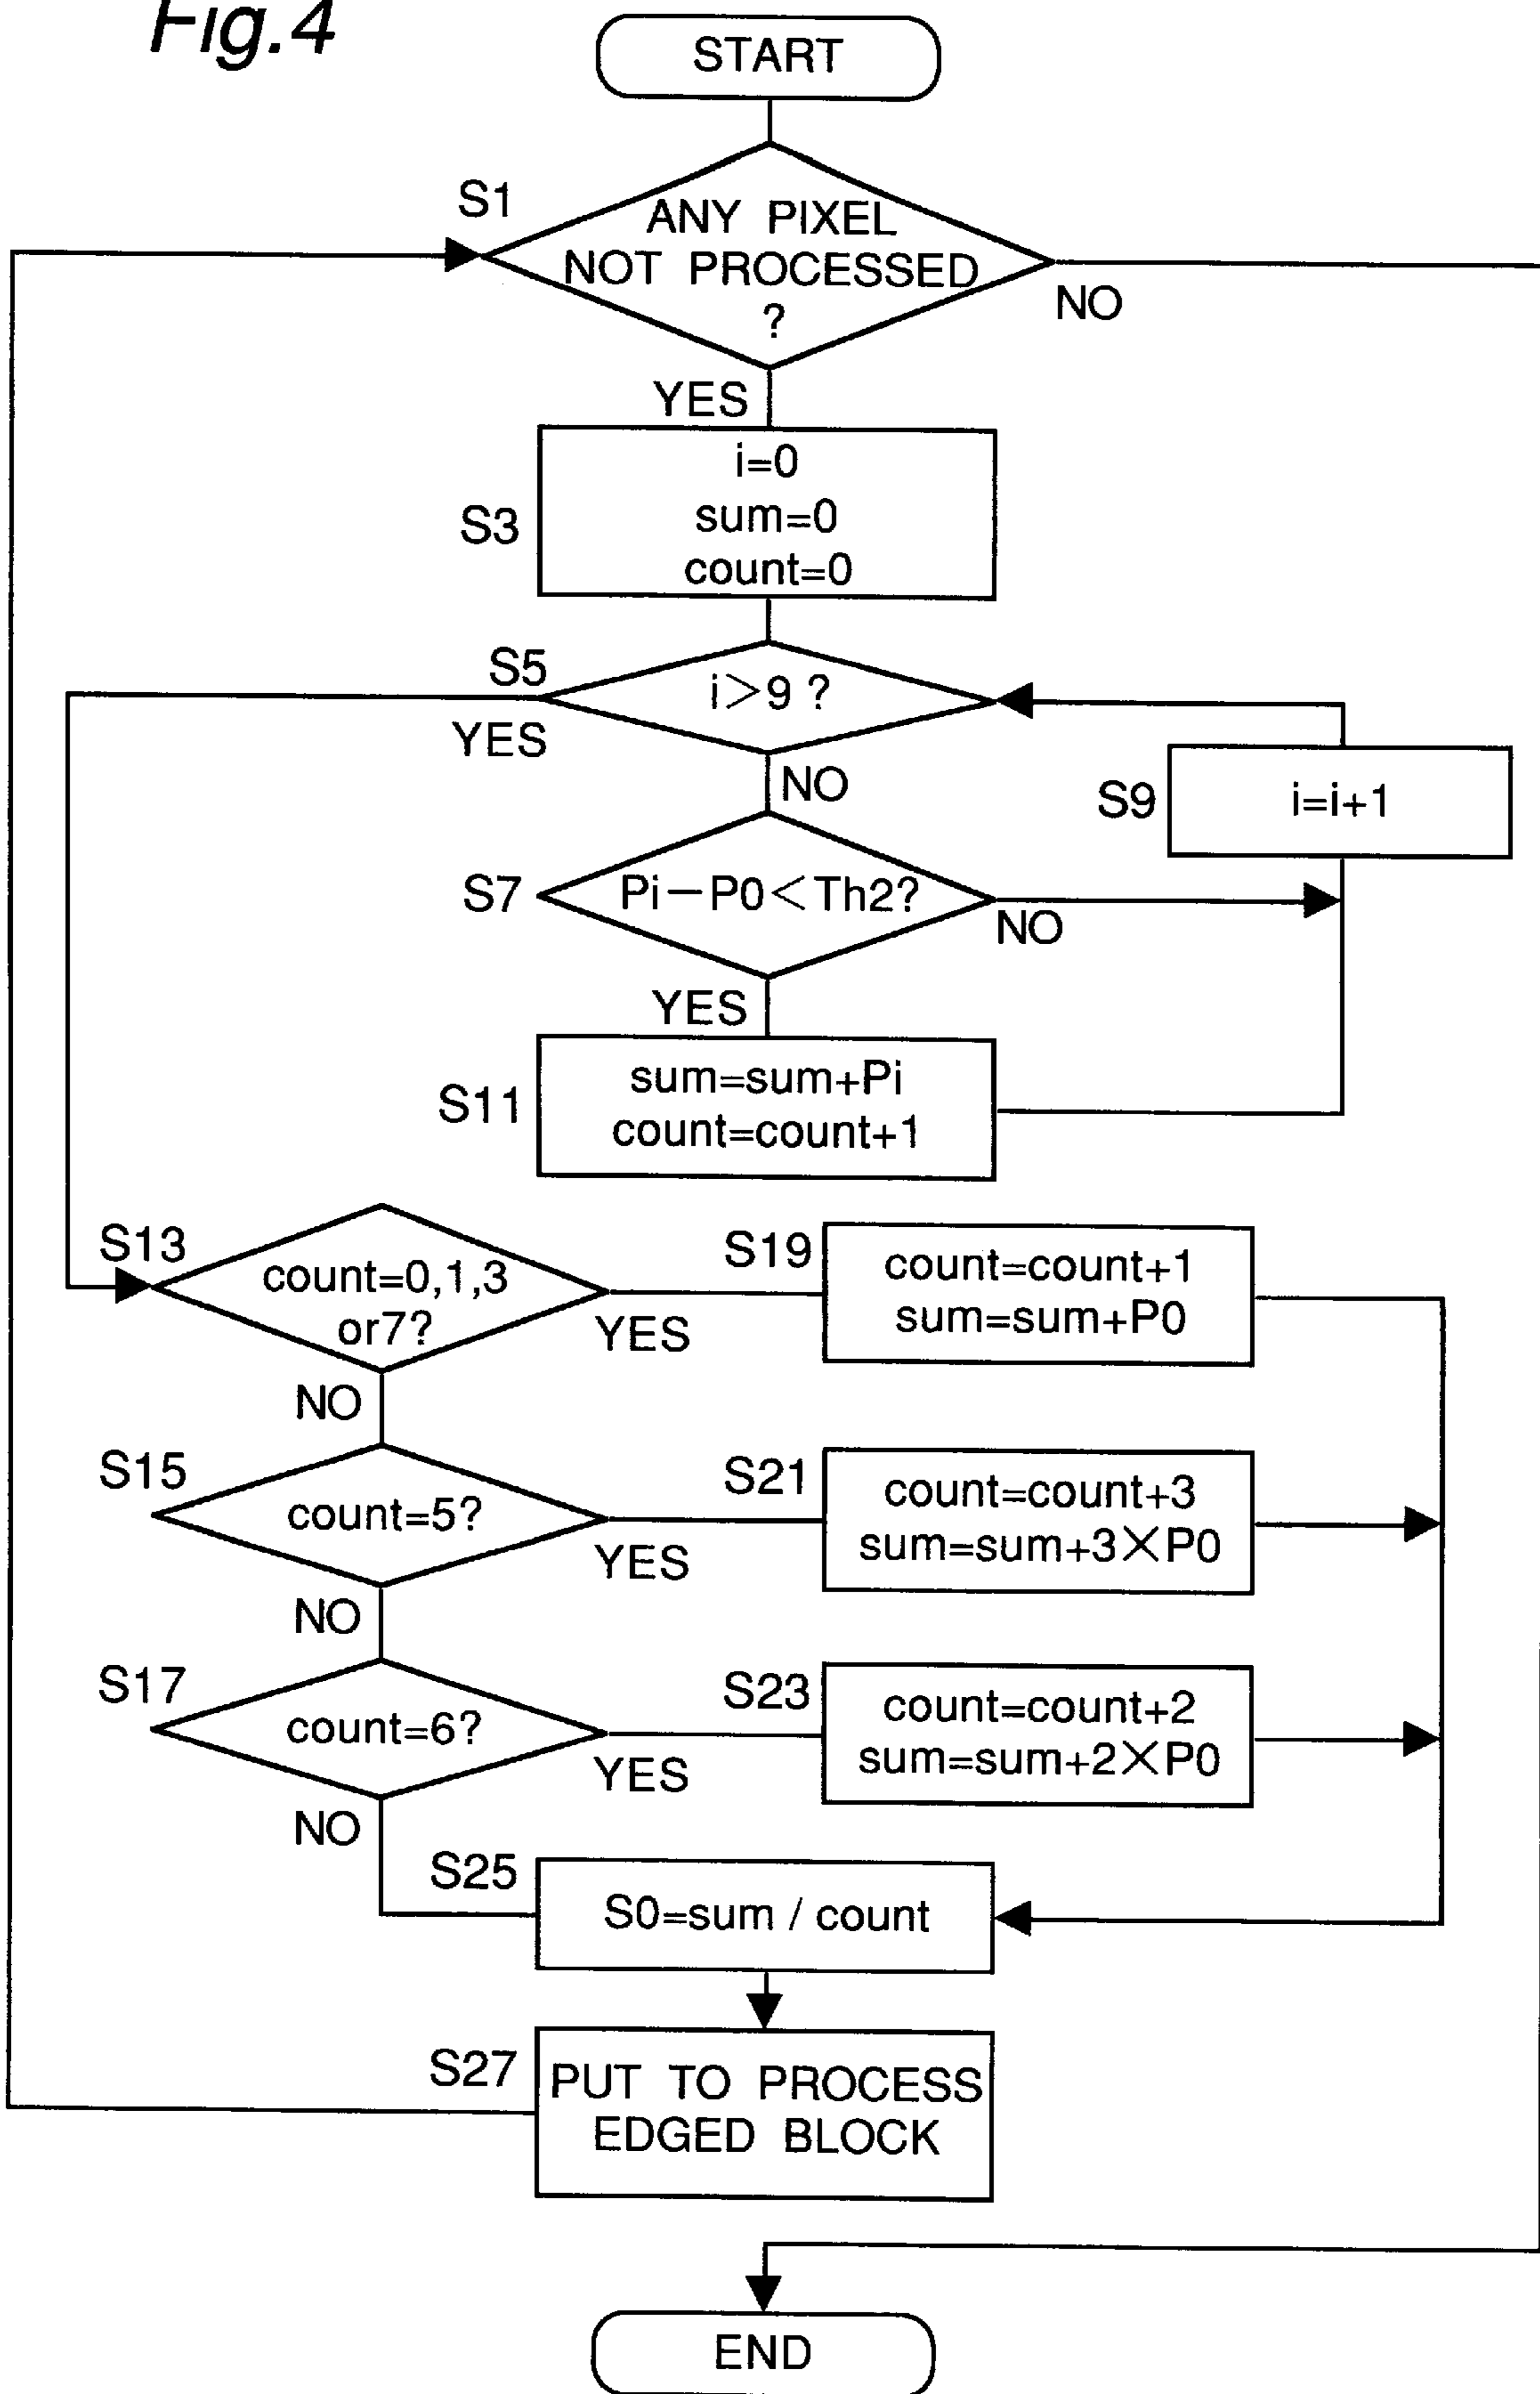 Fig.4
START
S1
ANY PIXEL
NOT PROCESSED
?
NO
YES
S3
i=0
sum=0
count=0
S5
i>9 ?
YES
NO
S9
i=i+1
S7
Pi−P0<Th2?
NO
YES
S11
sum=sum+Pi
count=count+1
S13
count=0,1,3
or7?
YES
NO
S19
count=count+1
sum=sum+P0
S15
count=5?
YES
NO
S21
count=count+3
sum=sum+3×P0
S17
count=6?
YES
NO
S23
count=count+2
sum=sum+2×P0
S25
S0=sum / count
S27
PUT TO PROCESS
EDGED BLOCK
END